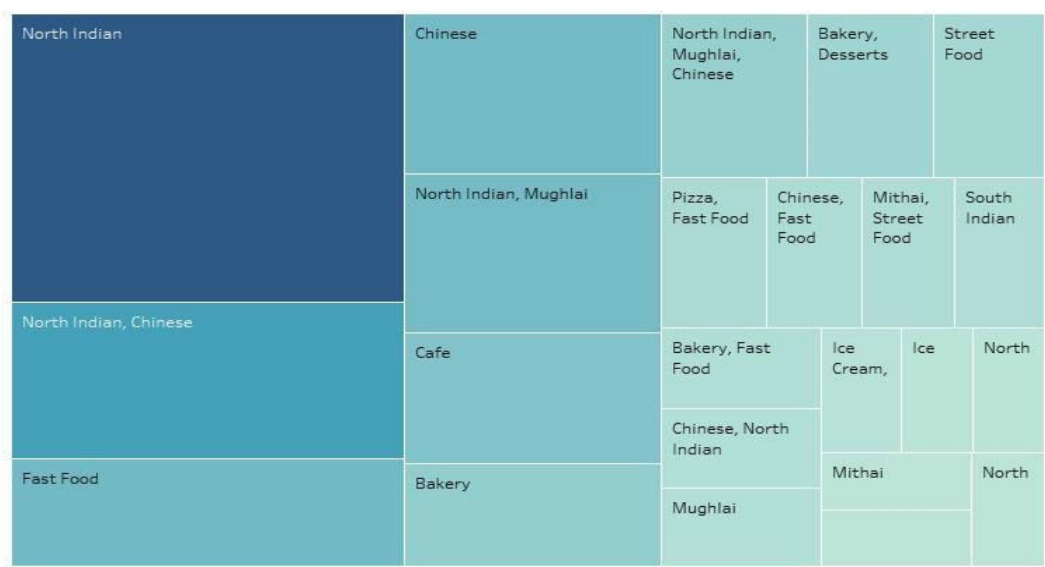 North Indian
North Indian, Chinese
Fast Food
Chinese
North Indian, Mughlai
Cafe
Bakery
North Indian,
Mughlai,
Chinese
Bakery,
Desserts
Street
Food
Pizza,
Fast Food
Chinese,
Fast
Food
Mithai,
Street
Food
South
Indian
Bakery, Fast
Food
Chinese, North
Indian
Mughlai
Ice
Cream,
Ice
North
Mithai
North